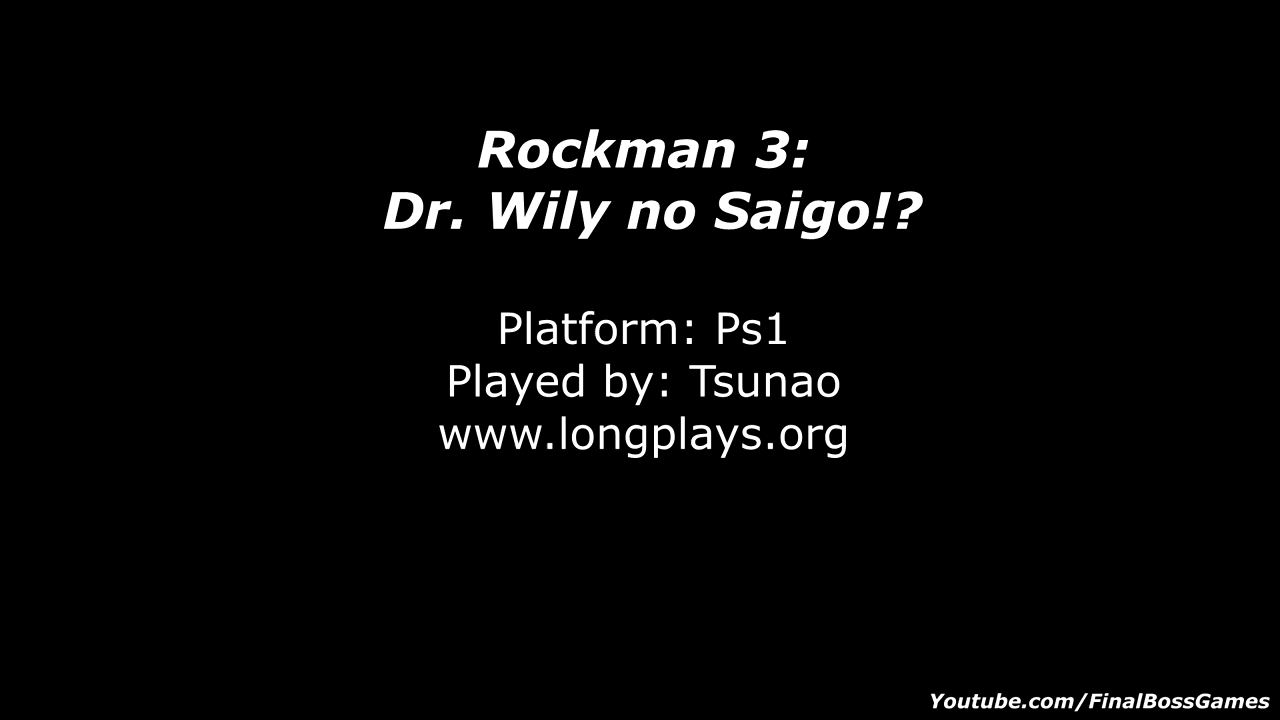 Rockman 3:
Dr. Wily no Saigo!?
Platform: Ps1
Played by: Tsunao
www.longplays.org
Youtube.com/FinalBossGames